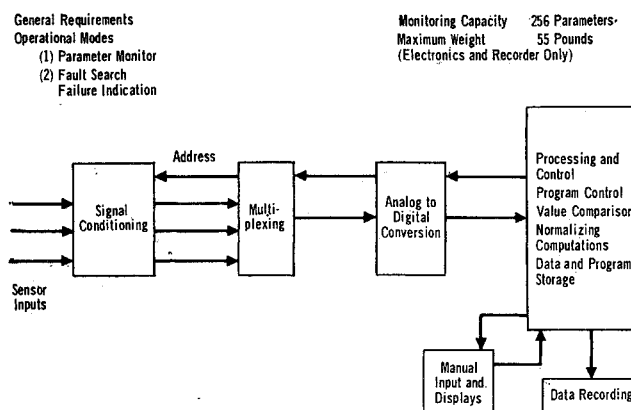 General Requirements
Operational Modes
(1) Parameter Monitor
(2) Fault Search
Failure Indication
Monitoring Capacity 256 Parameters
Maximum Weight 55 Pounds
(Electronics and Recorder Only)
Address
Signal
Conditioning
Multi-
plexing
Analog to
Digital
Conversion
Processing and
Control
Program Control
Value Comparison
Normalizing
Computations
Data and Program
Storage
Sensor
Inputs
Manual
Input and
Displays
Data Recording